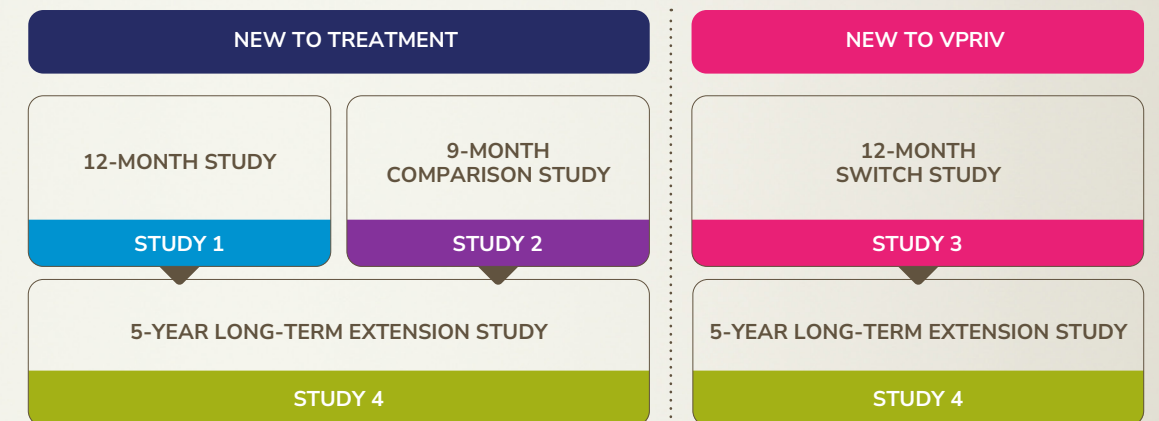 NEW TO TREATMENT
NEW TO VPRIV
12-MONTH STUDY
9-MONTH
COMPARISON STUDY
12-MONTH
SWITCH STUDY
STUDY 1
STUDY 2
STUDY 3
5-YEAR LONG-TERM EXTENSION STUDY
5-YEAR LONG-TERM EXTENSION STUDY
STUDY 4
STUDY 4